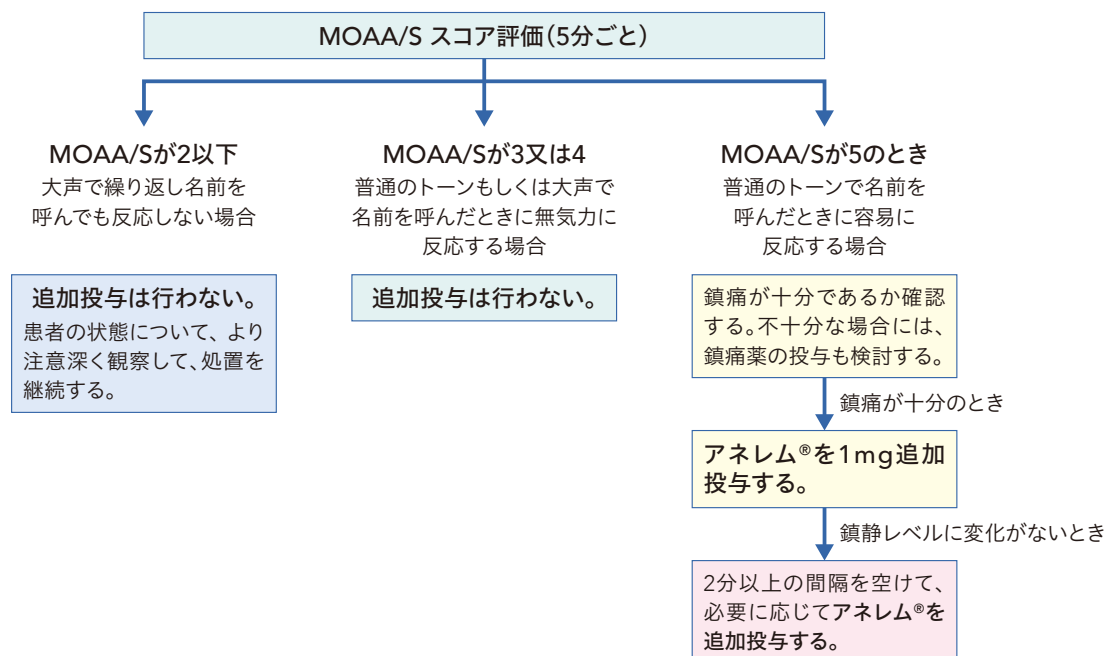 MOAA/S スコア評価（5分ごと）
MOAA/Sが2以下
大声で繰り返し名前を
呼んでも反応しない場合
追加投与は行わない。
患者の状態について、より
注意深く観察して、処置を
継続する。
MOAA/Sが3又は4
普通のトーンもしくは大声で
名前を呼んだときに無気力に
反応する場合
追加投与は行わない。
MOAA/Sが5のとき
普通のトーンで名前を
呼んだときに容易に
反応する場合
鎮痛が十分であるか確認
する。不十分な場合には、
鎮痛薬の投与も検討する。
鎮痛が十分のとき
アネレム®を1mg追加
投与する。
鎮静レベルに変化がないとき
2分以上の間隔を空けて、
必要に応じてアネレム®を
追加投与する。